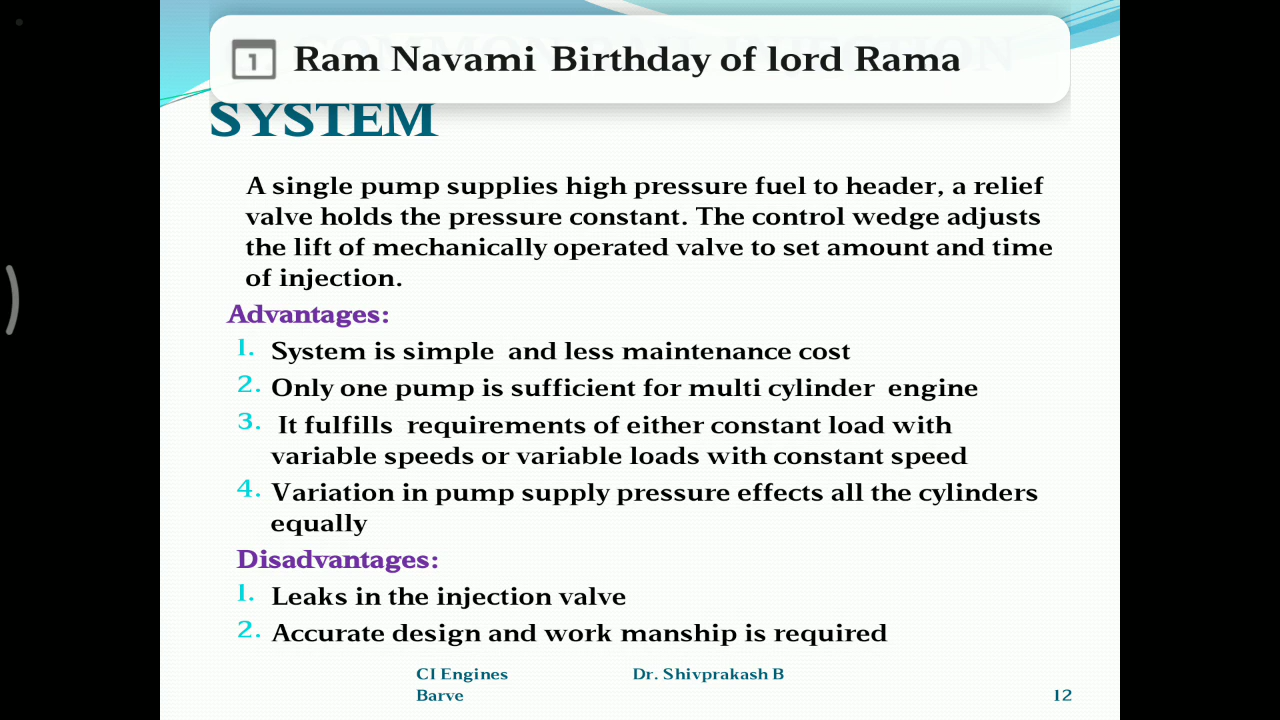 1 Ram Navami Birthday of lord Rama
SYSTEM
A single pump supplies high pressure fuel to header, a relief
valve holds the pressure constant. The control wedge adjusts
the lift of mechanically operated valve to set amount and time
of injection.
Advantages:
1. System is simple and less maintenance cost
2. Only one pump is sufficient for multi cylinder engine
3. It fulfills requirements of either constant load with
variable speeds or variable loads with constant speed
4. Variation in pump supply pressure effects all the cylinders
equally
Disadvantages:
1. Leaks in the injection valve
2. Accurate design and work manship is required
CI Engines Dr. Shivprakash B
Barve 12